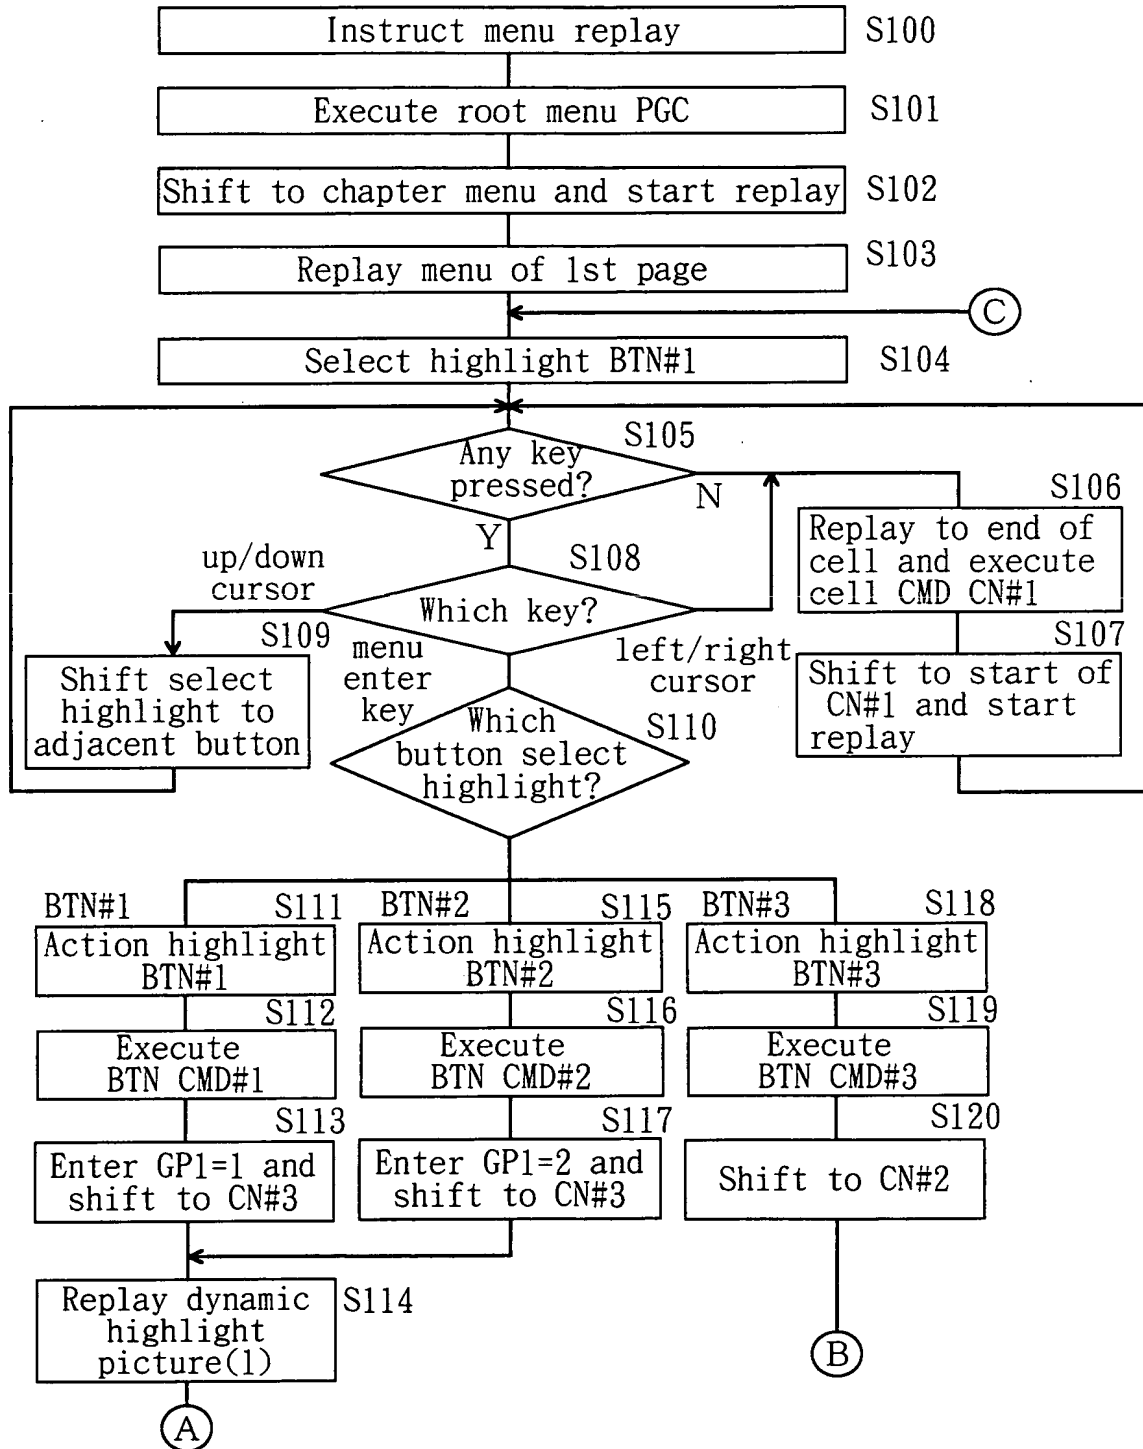 Instruct menu replay
S100
Execute root menu PGC
S101
Shift to chapter menu and start replay
S102
Replay menu of 1st page
S103
C
Select highlight BTN#1
S104
Any key
pressed?
S105
N
Y
S106
Replay to end of
cell and execute
cell CMD CN#1
up/down
cursor
S108
Which key?
S109
menu
enter
key
left/right
cursor
S107
Shift to start of
CN#1 and start
replay
Shift select
highlight to
adjacent button
S110
Which
button select
highlight?
BTN#1
S111
Action highlight
BTN#1
S112
Execute
BTN CMD#1
S113
Enter GP1=1 and
shift to CN#3
BTN#2
S115
Action highlight
BTN#2
S116
Execute
BTN CMD#2
S117
Enter GP1=2 and
shift to CN#3
BTN#3
S118
Action highlight
BTN#3
S119
Execute
BTN CMD#3
S120
Shift to CN#2
Replay dynamic
highlight
picture(1)
S114
B
A